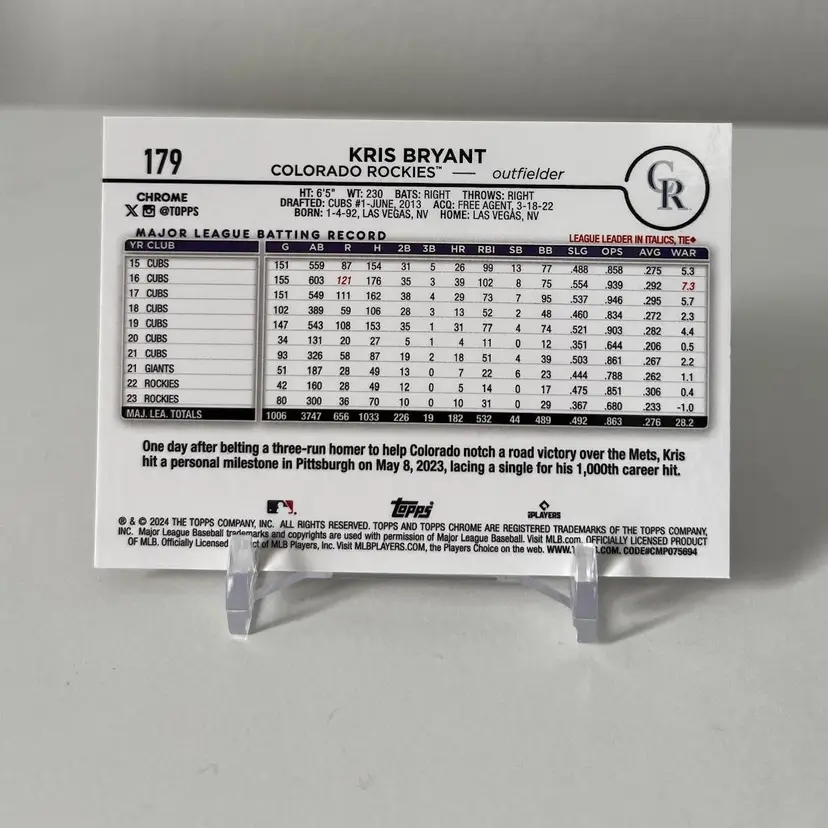 179
KRIS BRYANT
COLORADO ROCKIES™ — outfielder
CR
CHROME
X @TOPPS
HT: 6'5" WT: 230 BATS: RIGHT THROWS: RIGHT
DRAFTED: CUBS #1-JUNE, 2013 ACQ: FREE AGENT, 3-18-22
BORN: 1-4-92, LAS VEGAS, NV HOME: LAS VEGAS, NV
MAJOR LEAGUE BATTING RECORD
LEAGUE LEADER IN ITALICS, TIE◆
YR CLUB G AB R H 2B 3B HR RBI SB BB SLG OPS AVG WAR
15 CUBS 151 559 87 154 31 5 26 99 13 77 .488 .858 .275 5.3
16 CUBS 155 603 121 176 35 3 39 102 8 75 .554 .939 .292 7.3
17 CUBS 151 549 111 162 38 4 29 73 7 95 .537 .946 .295 5.7
18 CUBS 102 389 59 106 28 3 13 52 2 48 .460 .834 .272 2.3
19 CUBS 147 543 108 153 35 1 31 77 4 74 .521 .903 .282 4.4
20 CUBS 34 131 20 27 5 1 4 11 0 12 .351 .644 .206 0.5
21 CUBS 93 326 58 87 19 2 18 51 4 39 .503 .861 .267 2.2
21 GIANTS 51 187 28 49 13 0 7 22 6 23 .444 .788 .262 1.1
22 ROCKIES 42 160 28 49 12 0 5 14 0 17 .475 .851 .306 0.4
23 ROCKIES 80 300 36 70 10 0 10 31 0 29 .367 .680 .233 -1.0
MAJ. LEA. TOTALS 1006 3747 656 1033 226 19 182 532 44 489 .492 .863 .276 28.2
One day after belting a three-run homer to help Colorado notch a road victory over the Mets, Kris
hit a personal milestone in Pittsburgh on May 8, 2023, lacing a single for his 1,000th career hit.
Topps
PLAYERS
® & © 2024 THE TOPPS COMPANY, INC. ALL RIGHTS RESERVED. TOPPS AND TOPPS CHROME ARE REGISTERED TRADEMARKS OF THE TOPPS COMPANY,
INC. Major League Baseball trademarks and copyrights are used with permission of Major League Baseball. Visit MLB.com. OFFICIALLY LICENSED PRODUCT
OF MLB. Officially Licensed of MLB Players, Inc. Visit MLBPLAYERS.COM, the Players Choice on the web. CODE#CMP075694